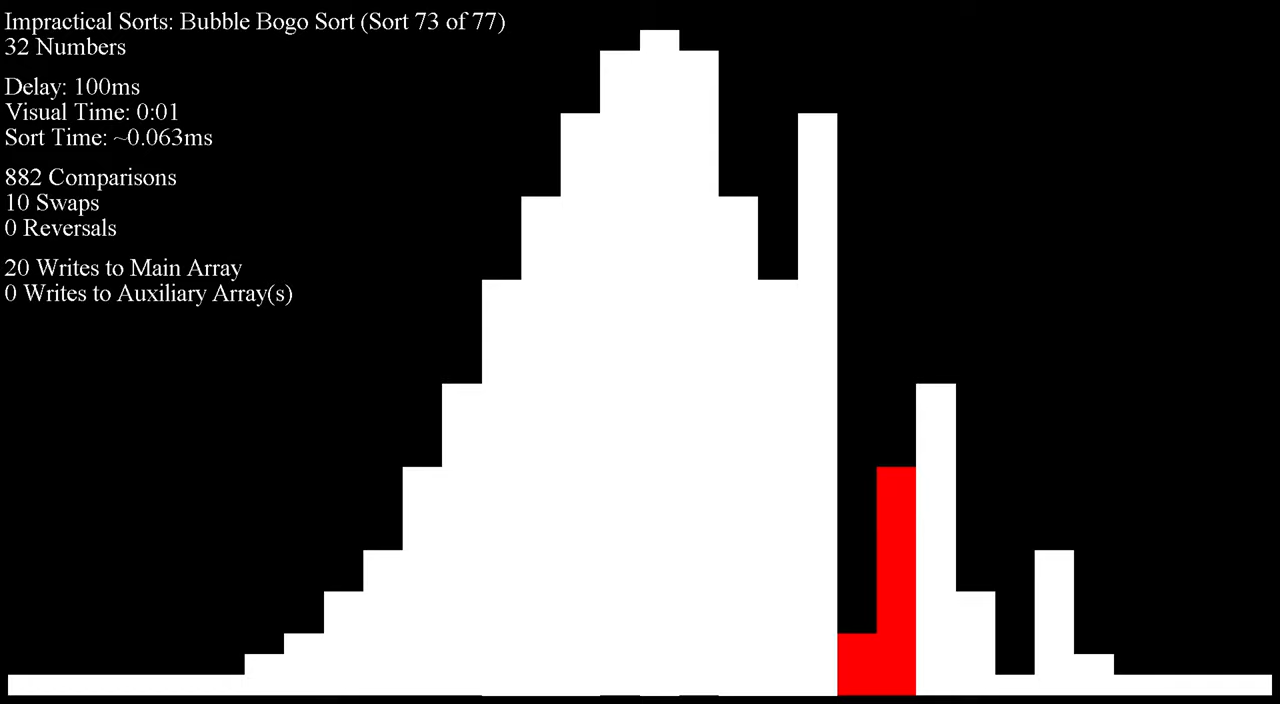 Impractical Sorts: Bubble Bogo Sort (Sort 73 of 77)
32 Numbers
Delay: 100ms
Visual Time: 0:01
Sort Time: ~0.063ms
882 Comparisons
10 Swaps
0 Reversals
20 Writes to Main Array
0 Writes to Auxiliary Array(s)